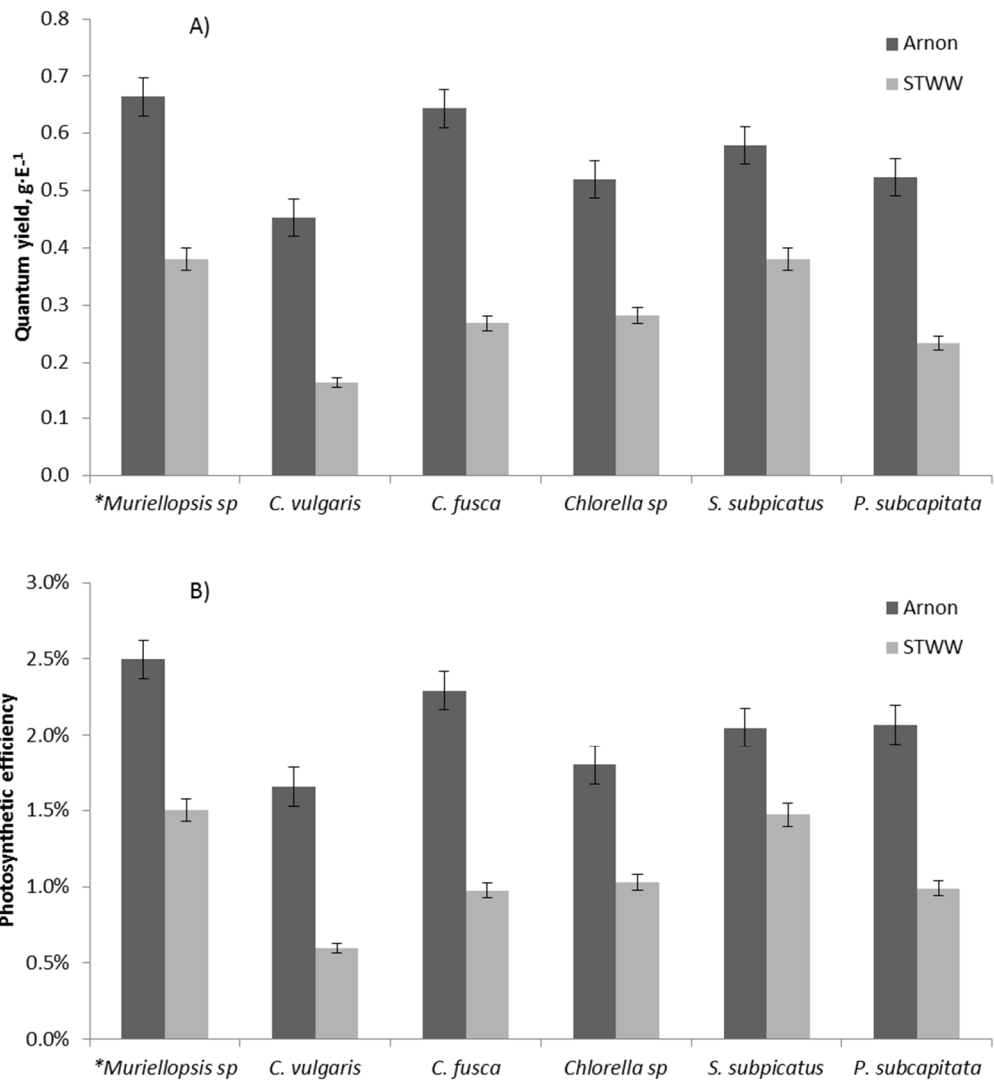 A)
Arnon
STWW
Quantum yield, g·E-¹
0.8
0.7
0.6
0.5
0.4
0.3
0.2
0.1
0.0
*Muriellopsis sp C. vulgaris C. fusca Chlorella sp S. subpicatus P. subcapitata
B)
Arnon
STWW
Photosynthetic efficiency
3.0%
2.5%
2.0%
1.5%
1.0%
0.5%
0.0%
*Muriellopsis sp C. vulgaris C. fusca Chlorella sp S. subpicatus P. subcapitata